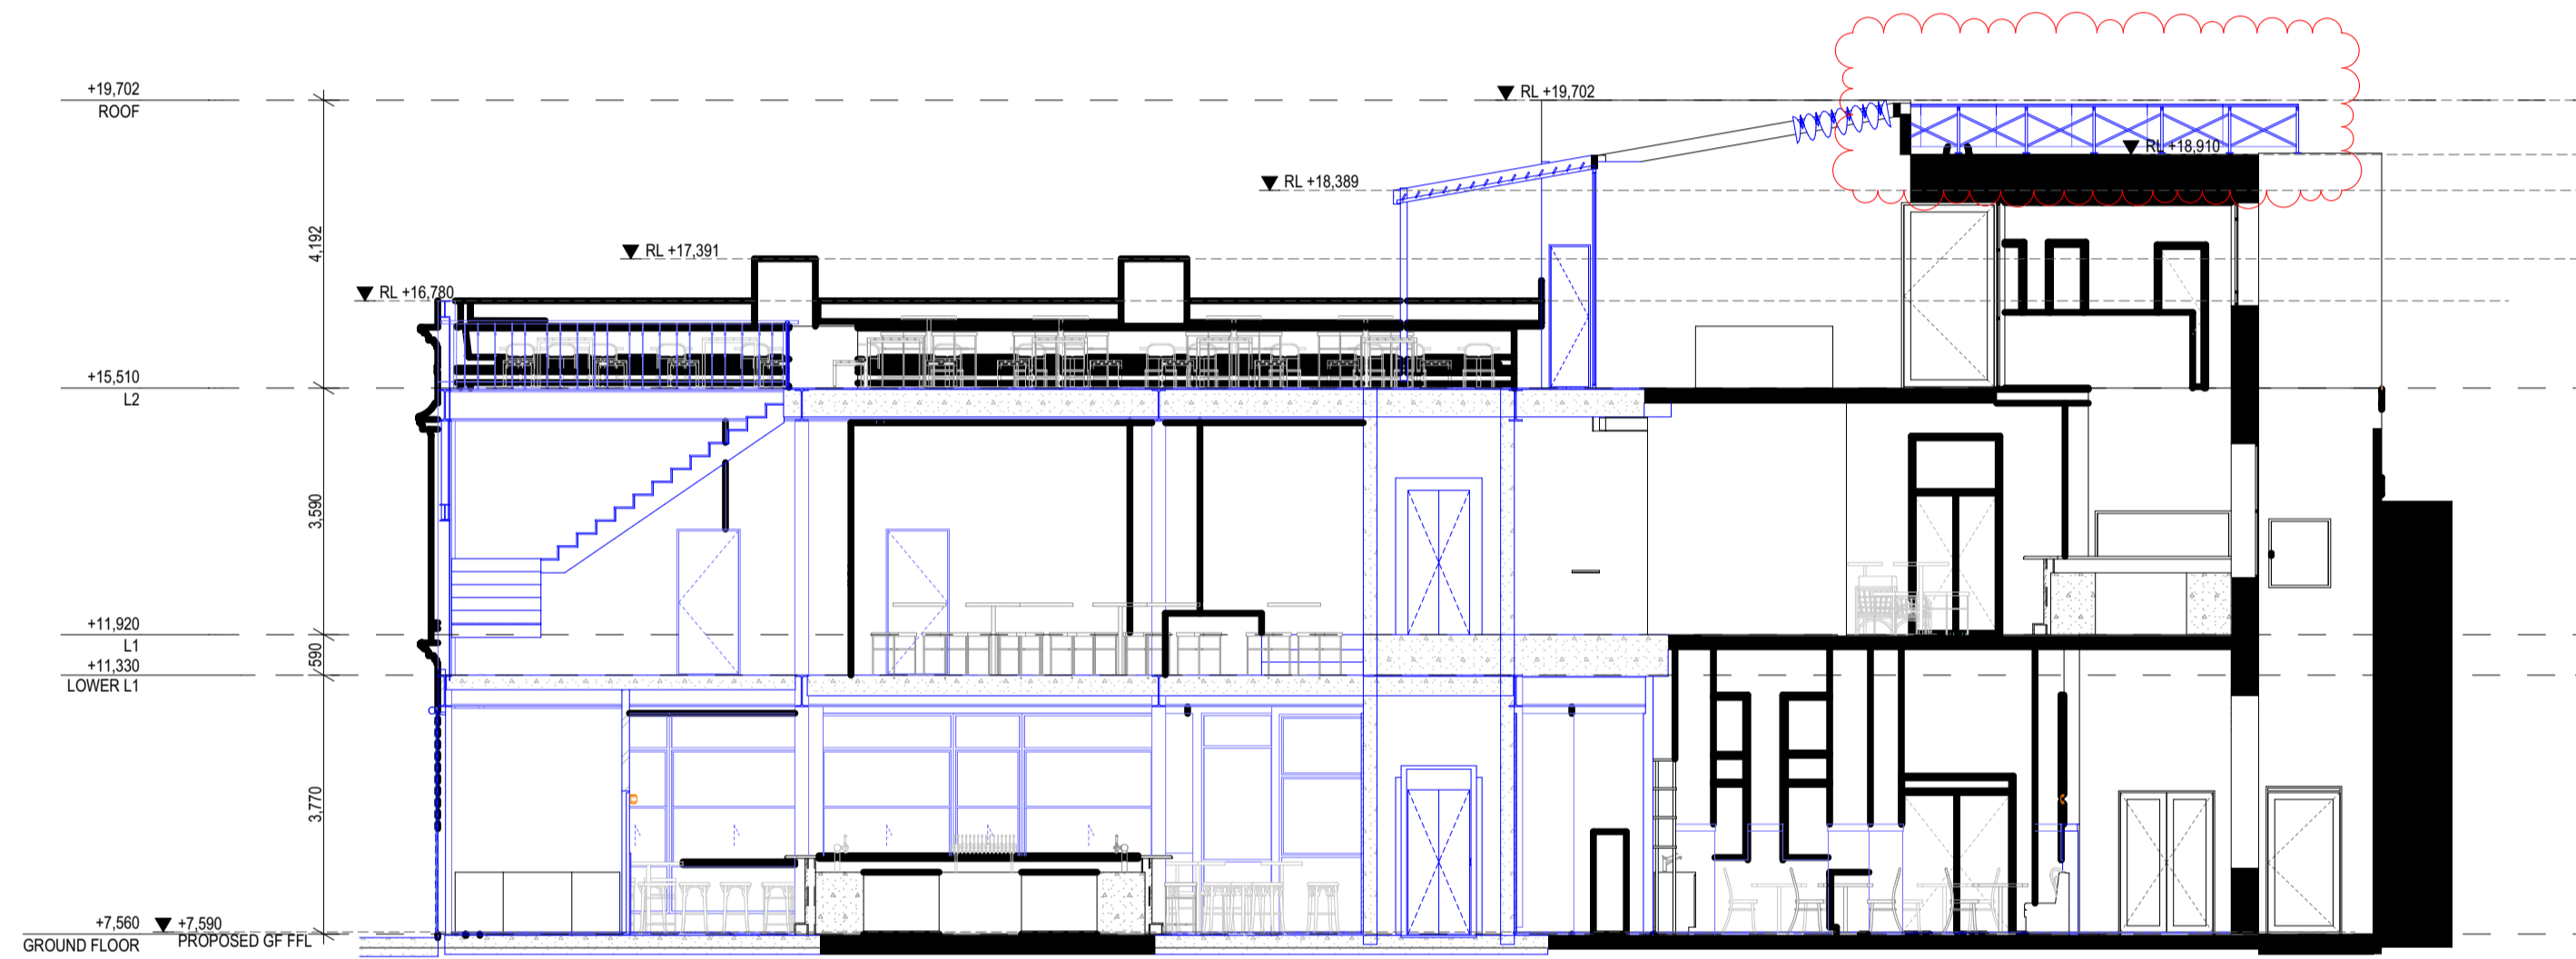 +19,702
ROOF
RL +19,702
RL +18,910
RL +18,389
4,192
RL +17,391
RL +16,780
+15,510
L2
3,590
+11,920
L1
590
+11,330
LOWER L1
3,770
+7,560
GROUND FLOOR
+7,590
PROPOSED GF FFL